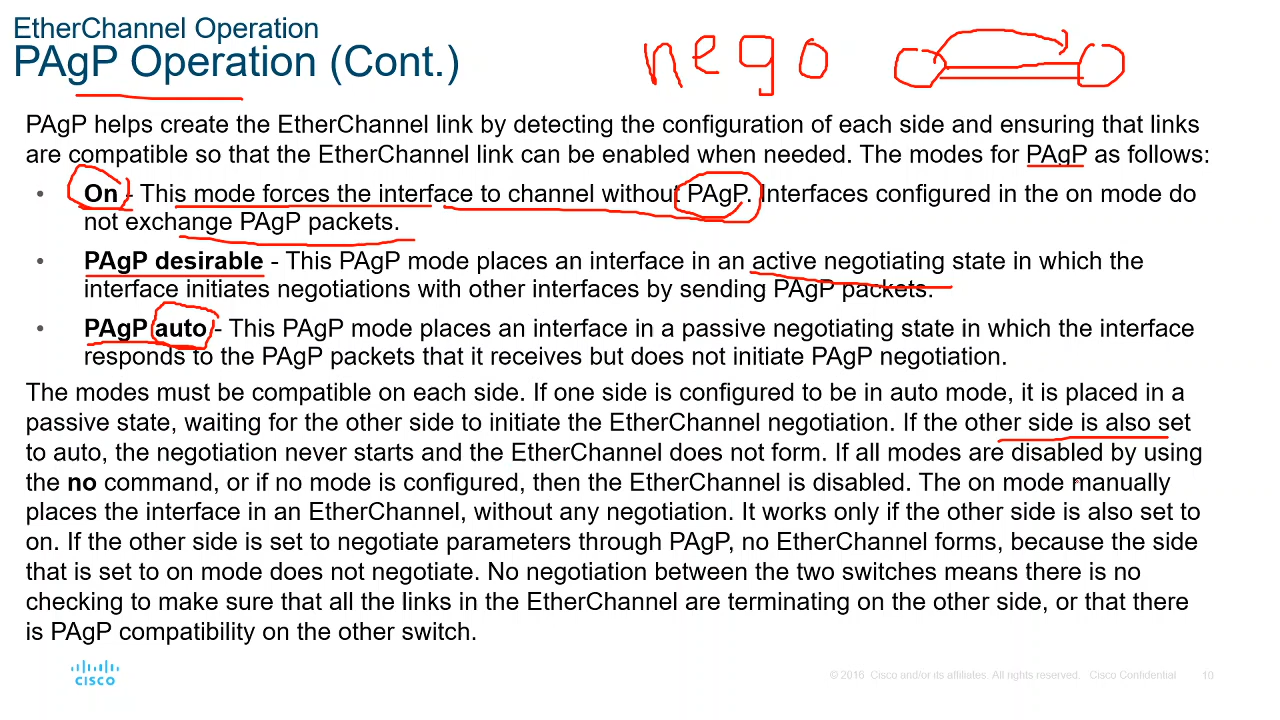 EtherChannel Operation
PAgP Operation (Cont.)
nego
PAgP helps create the EtherChannel link by detecting the configuration of each side and ensuring that links
are compatible so that the EtherChannel link can be enabled when needed. The modes for PAgP as follows:
• On - This mode forces the interface to channel without PAgP. Interfaces configured in the on mode do
not exchange PAgP packets.
• PAgP desirable - This PAgP mode places an interface in an active negotiating state in which the
interface initiates negotiations with other interfaces by sending PAgP packets.
• PAgP auto - This PAgP mode places an interface in a passive negotiating state in which the interface
responds to the PAgP packets that it receives but does not initiate PAgP negotiation.
The modes must be compatible on each side. If one side is configured to be in auto mode, it is placed in a
passive state, waiting for the other side to initiate the EtherChannel negotiation. If the other side is also set
to auto, the negotiation never starts and the EtherChannel does not form. If all modes are disabled by using
the no command, or if no mode is configured, then the EtherChannel is disabled. The on mode manually
places the interface in an EtherChannel, without any negotiation. It works only if the other side is also set to
on. If the other side is set to negotiate parameters through PAgP, no EtherChannel forms, because the side
that is set to on mode does not negotiate. No negotiation between the two switches means there is no
checking to make sure that all the links in the EtherChannel are terminating on the other side, or that there
is PAgP compatibility on the other switch.
CISCO
© 2016 Cisco and/or its affiliates. All rights reserved. Cisco Confidential 10